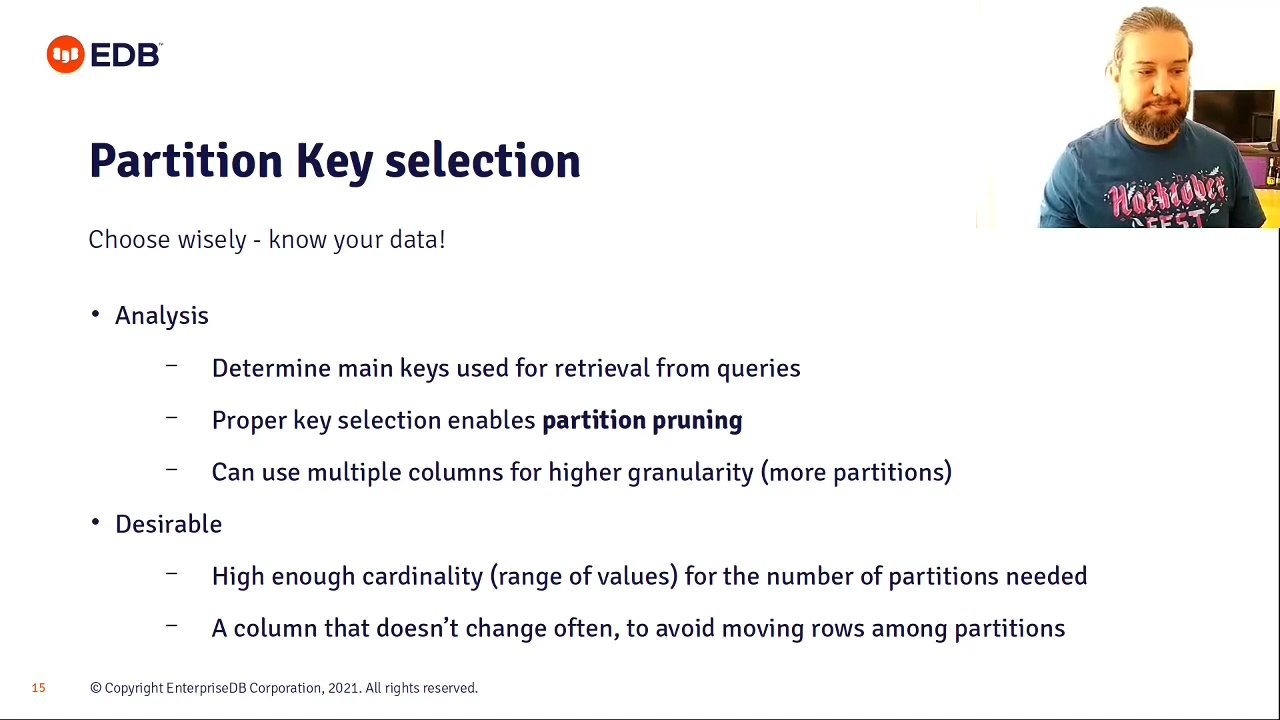 EDB™
Hacktober
FEST
Partition Key selection
Choose wisely - know your data!
• Analysis
– Determine main keys used for retrieval from queries
– Proper key selection enables partition pruning
– Can use multiple columns for higher granularity (more partitions)
• Desirable
– High enough cardinality (range of values) for the number of partitions needed
– A column that doesn’t change often, to avoid moving rows among partitions
15 © Copyright EnterpriseDB Corporation, 2021. All rights reserved.